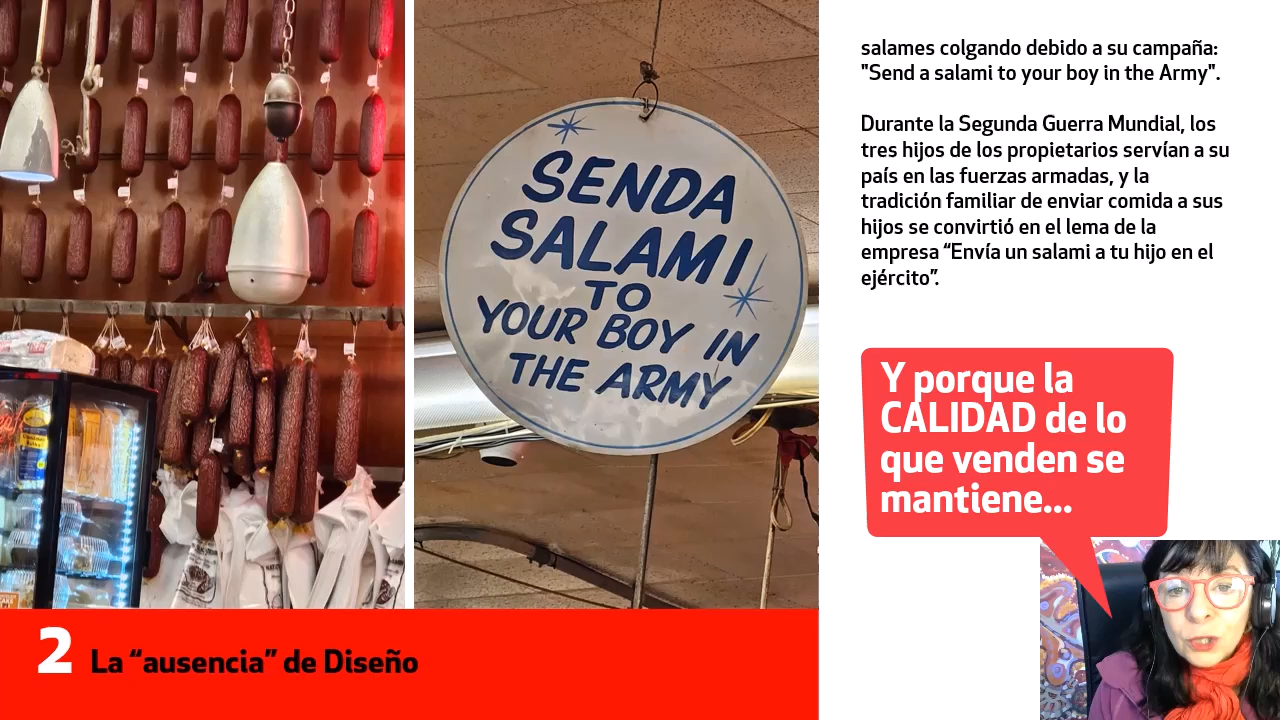 SENDA
SALAMI
TO
YOUR BOY IN
THE ARMY
salames colgando debido a su campaña:
"Send a salami to your boy in the Army".
Durante la Segunda Guerra Mundial, los
tres hijos de los propietarios servían a su
país en las fuerzas armadas, y la
tradición familiar de enviar comida a sus
hijos se convirtió en el lema de la
empresa “Envía un salami a tu hijo en el
ejército”.
Y porque la
CALIDAD de lo
que venden se
mantiene...
2 La “ausencia” de Diseño